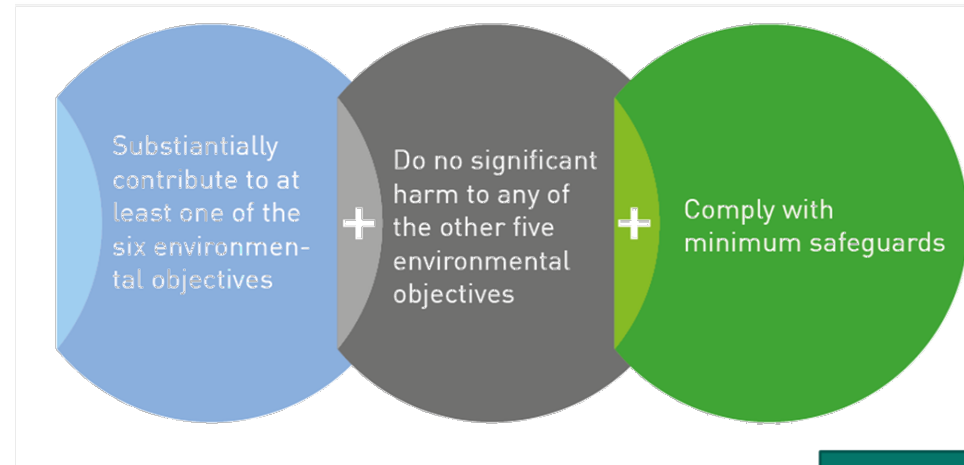 Substiantially
contribute to at
least one of the
six environmen-
tal objectives
+
Do no significant
harm to any of
the other five
environmental
objectives
+
Comply with
minimum safeguards